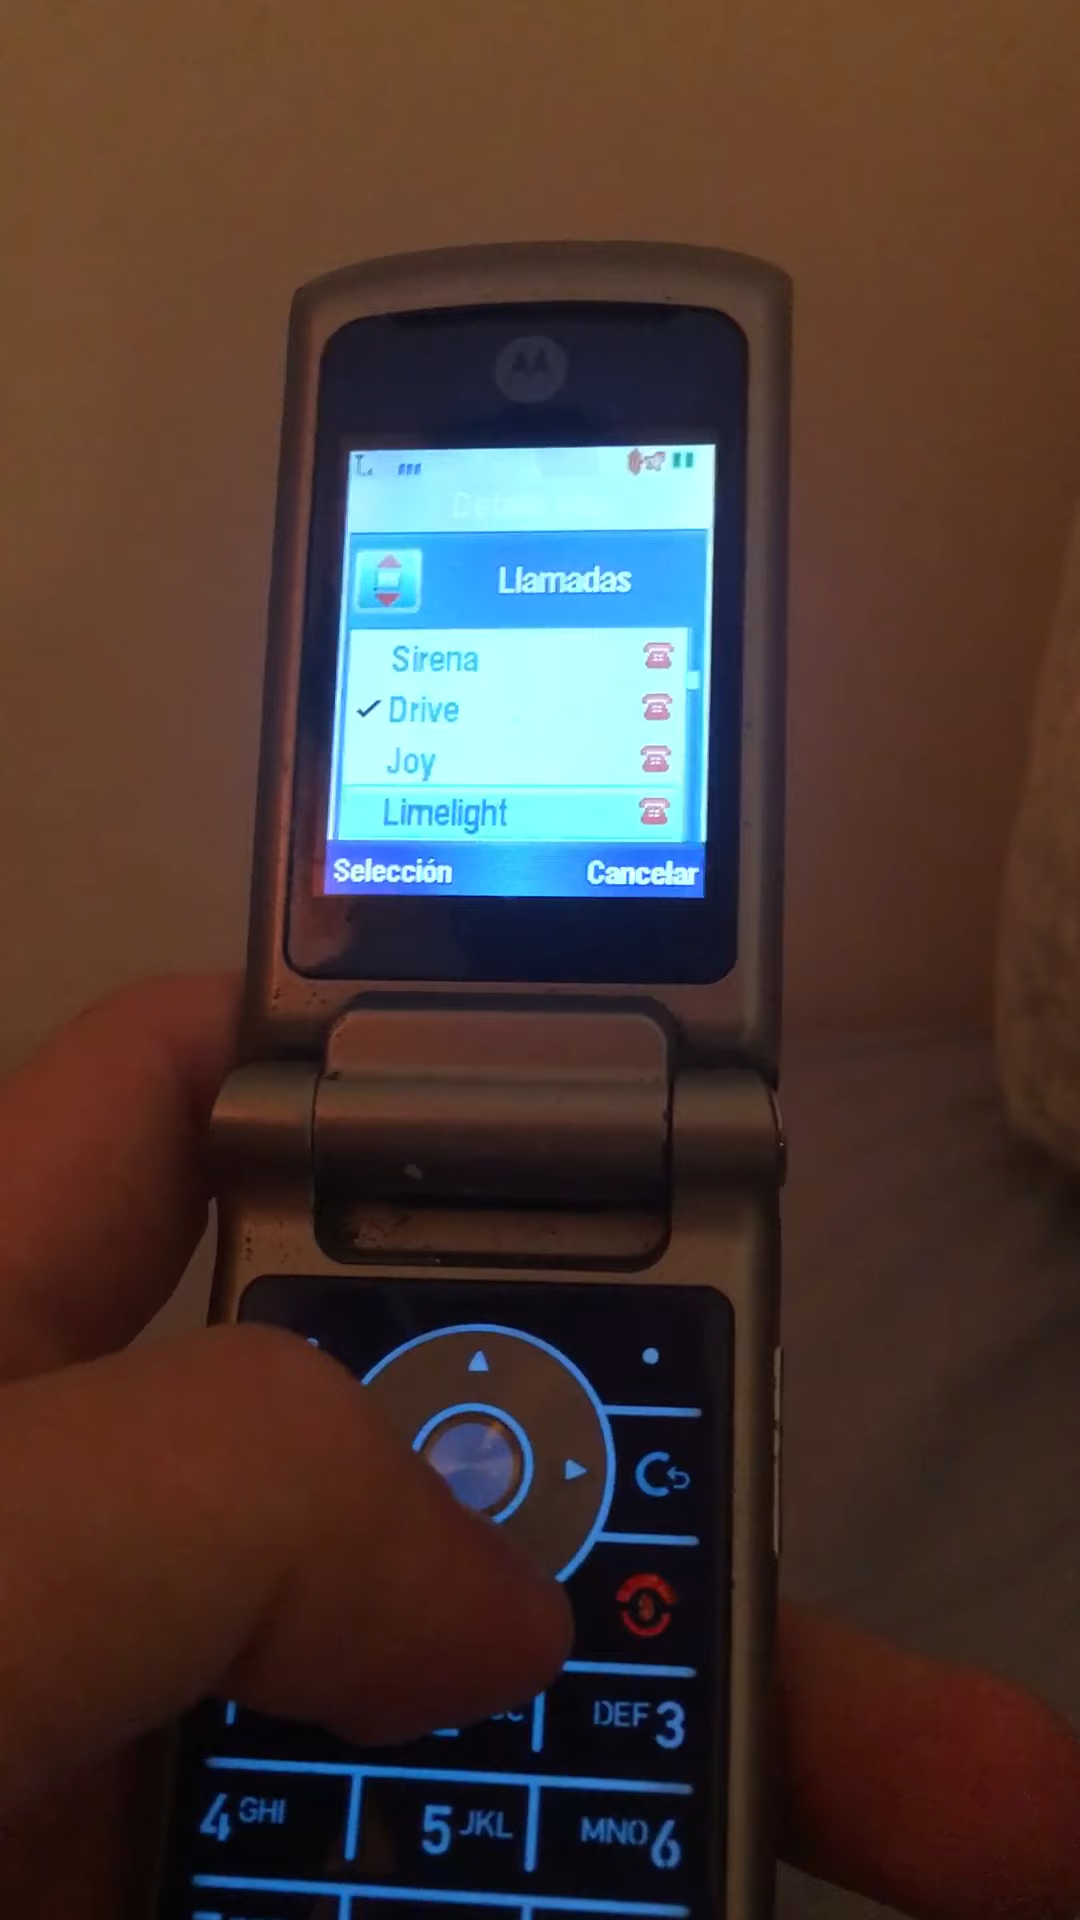 Llamadas
Sirena
Drive
Joy
Limelight
Selección Cancelar
DEF 3
4 GHI 5 JKL MNO 6